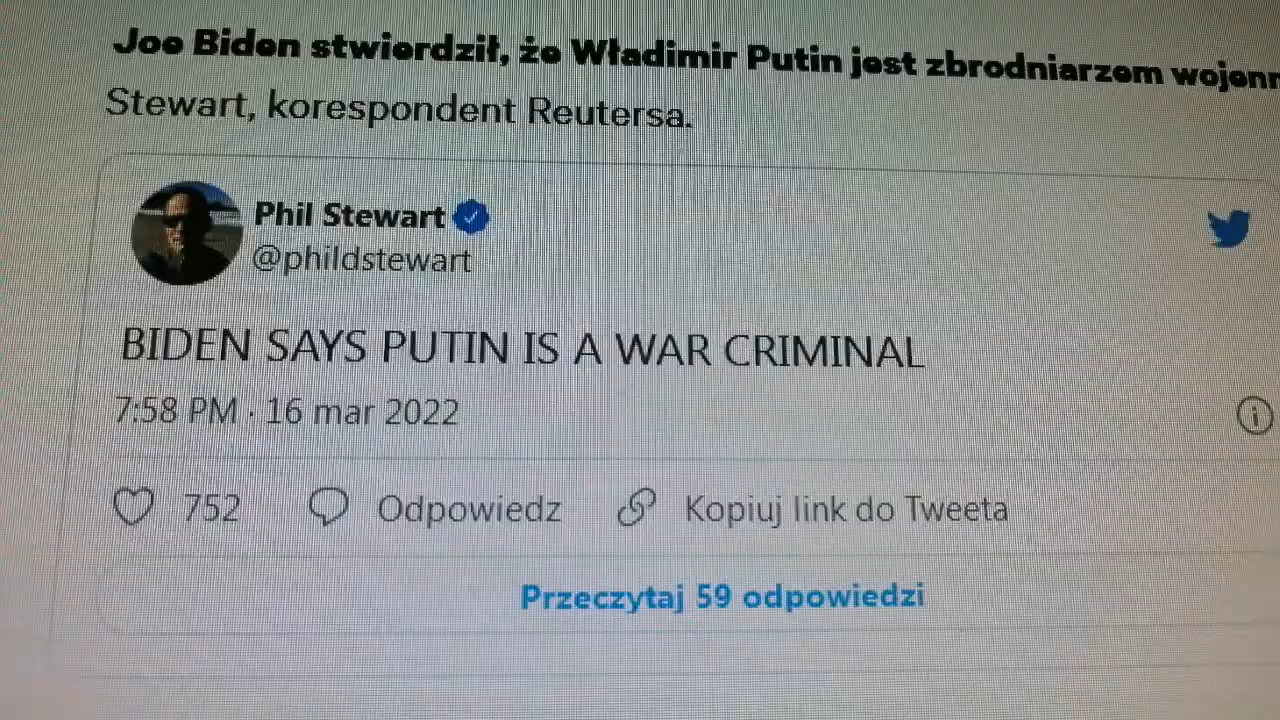 Joe Biden stwierdził, że Władimir Putin jest zbrodniarzem
Stewart, korespondent Reutersa.
Phil Stewart
@phildstewart
BIDEN SAYS PUTIN IS A WAR CRIMINAL
7:58 PM · 16 mar 2022
752 Odpowiedz Kopiuj link do Tweeta
Przeczytaj 59 odpowiedzi